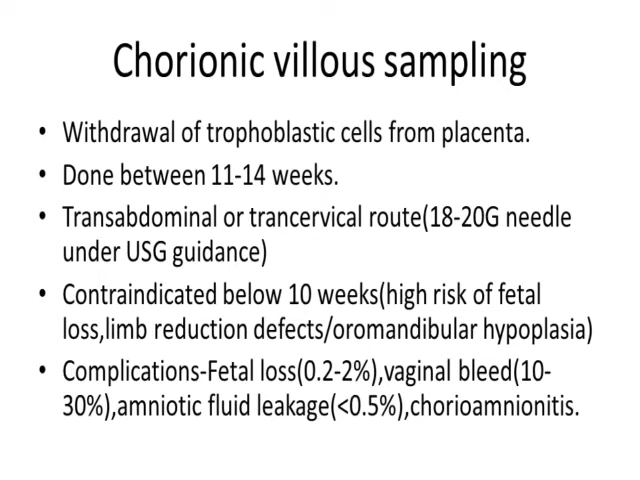 Chorionic villous sampling
• Withdrawal of trophoblastic cells from placenta.
• Done between 11-14 weeks.
• Transabdominal or trancervical route(18-20G needle
under USG guidance)
• Contraindicated below 10 weeks(high risk of fetal
loss,limb reduction defects/oromandibular hypoplasia)
• Complications-Fetal loss(0.2-2%),vaginal bleed(10-
30%),amniotic fluid leakage(<0.5%),chorioamnionitis.